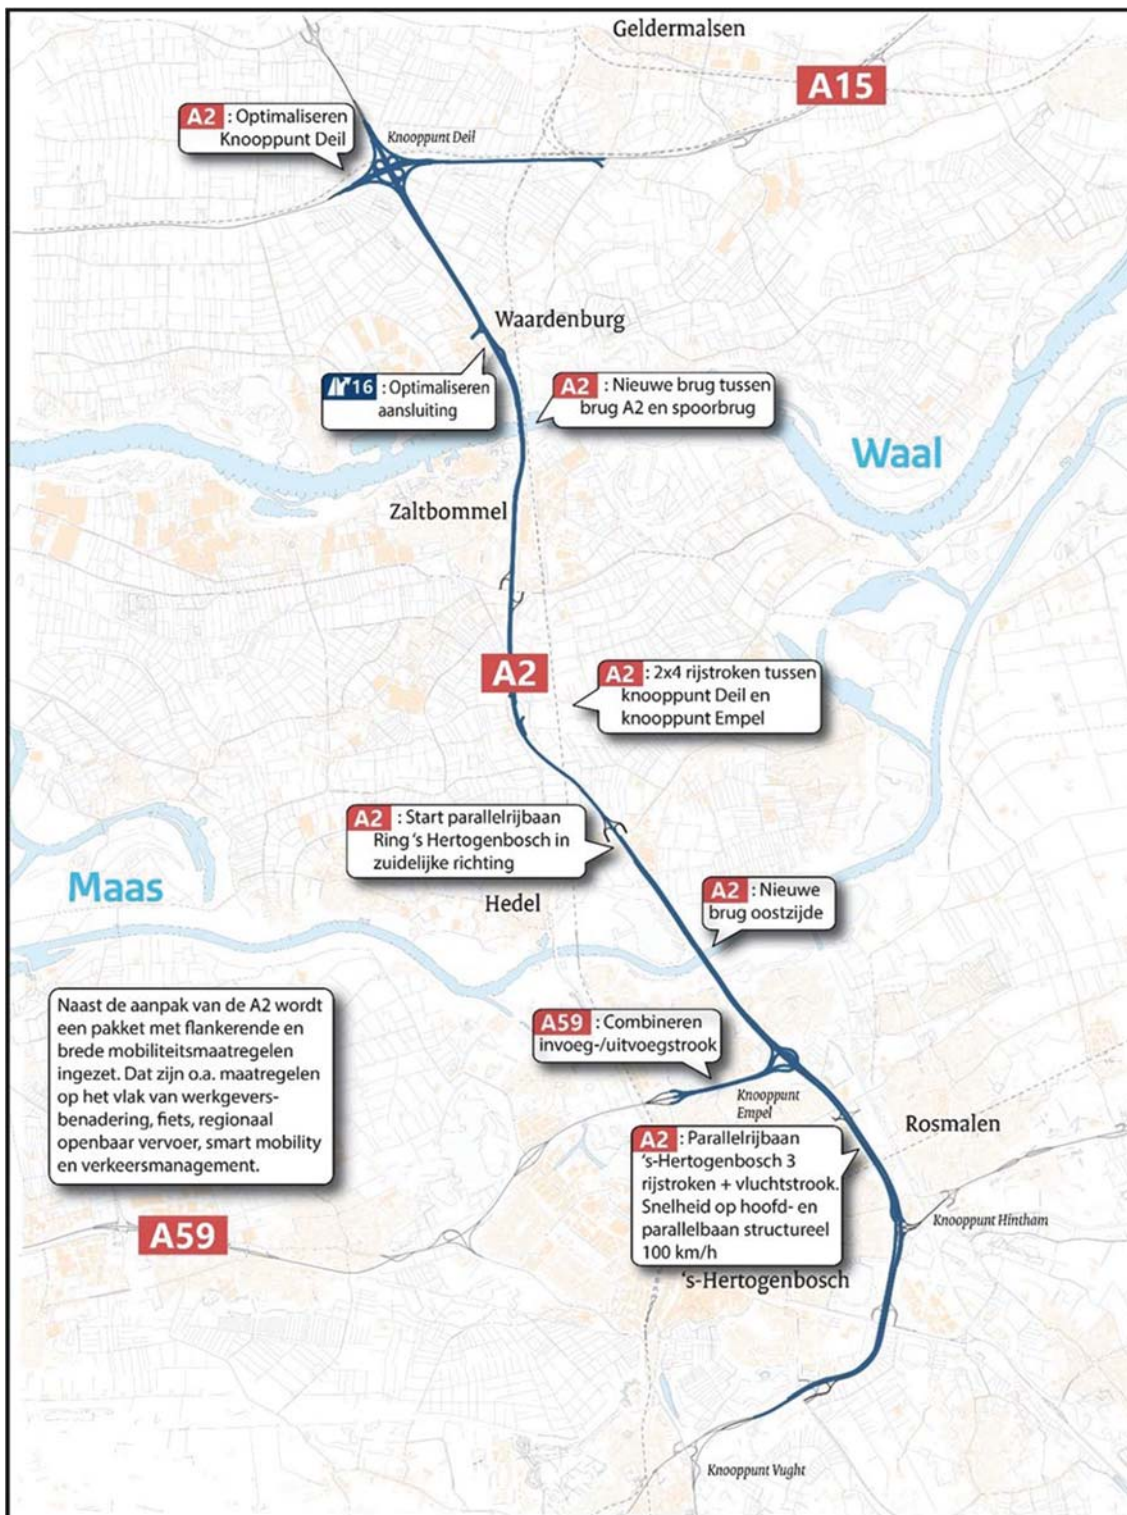 Geldermalsen
A15
A2 : Optimaliseren
Knooppunt Deil
Knooppunt Deil
Waardenburg
16 : Optimaliseren
aansluiting
A2 : Nieuwe brug tussen
brug A2 en spoorbrug
Waal
Zaltbommel
A2
A2 : 2x4 rijstroken tussen
knooppunt Deil en
knooppunt Empel
A2 : Start parallelrijbaan
Ring 's Hertogenbosch in
zuidelijke richting
Maas
Hedel
A2 : Nieuwe
brug oostzijde
Naast de aanpak van de A2 wordt
een pakket met flankerende en
brede mobiliteitsmaatregelen
ingezet. Dat zijn o.a. maatregelen
op het vlak van werkgevers-
benadering, fiets, regionaal
openbaar vervoer, smart mobility
en verkeersmanagement.
A59 : Combineren
invoeg-/uitvoegstrook
Knooppunt
Empel
Rosmalen
A2 : Parallelrijbaan
's-Hertogenbosch 3
rijstroken + vluchtstrook.
Snelheid op hoofd- en
parallelbaan structureel
100 km/h
A59
Knooppunt Hintham
's-Hertogenbosch
Knooppunt Vught